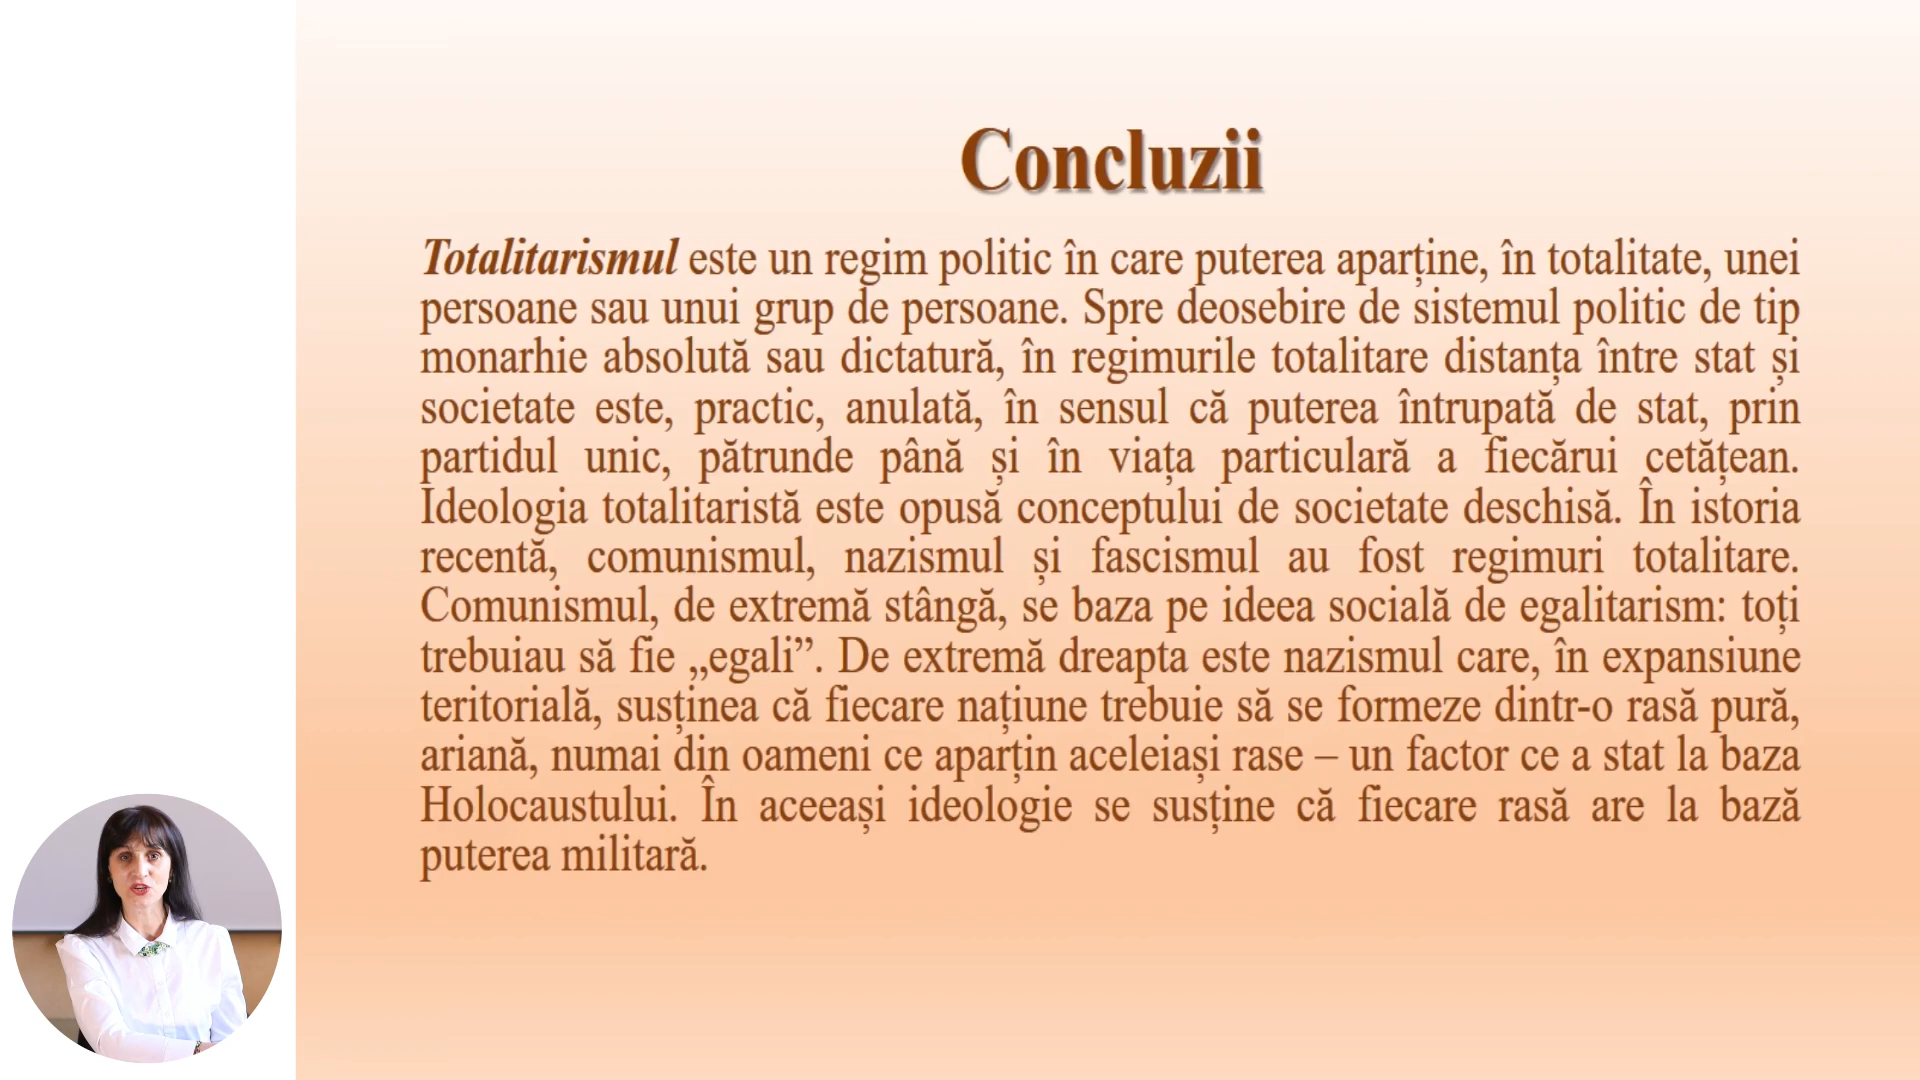 Concluzii
Totalitarismul este un regim politic în care puterea aparține, în totalitate, unei
persoane sau unui grup de persoane. Spre deosebire de sistemul politic de tip
monarhie absolută sau dictatură, în regimurile totalitare distanța între stat și
societate este, practic, anulată, în sensul că puterea întrupată de stat, prin
partidul unic, pătrunde până și în viața particulară a fiecărui cetățean.
Ideologia totalitaristă este opusă conceptului de societate deschisă. În istoria
recentă, comunismul, nazismul și fascismul au fost regimuri totalitare.
Comunismul, de extremă stângă, se baza pe ideea socială de egalitarism: toți
trebuiau să fie „egali”. De extremă dreapta este nazismul care, în expansiune
teritorială, susținea că fiecare națiune trebuie să se formeze dintr-o rasă pură,
ariană, numai din oameni ce aparțin aceleiași rase – un factor ce a stat la baza
Holocaustului. În aceeași ideologie se susține că fiecare rasă are la bază
puterea militară.